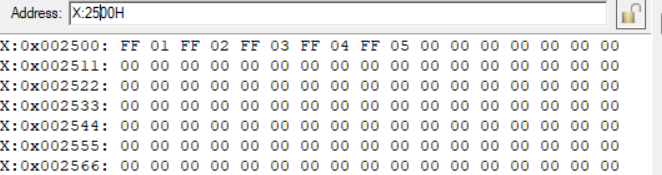 Address: X:2500H
X:0x002500: FF 01 FF 02 FF 03 FF 04 FF 05 00 00 00 00 00 00 00
X:0x002511: 00 00 00 00 00 00 00 00 00 00 00 00 00 00 00 00 00
X:0x002522: 00 00 00 00 00 00 00 00 00 00 00 00 00 00 00 00 00
X:0x002533: 00 00 00 00 00 00 00 00 00 00 00 00 00 00 00 00 00
X:0x002544: 00 00 00 00 00 00 00 00 00 00 00 00 00 00 00 00 00
X:0x002555: 00 00 00 00 00 00 00 00 00 00 00 00 00 00 00 00 00
X:0x002566: 00 00 00 00 00 00 00 00 00 00 00 00 00 00 00 00 00